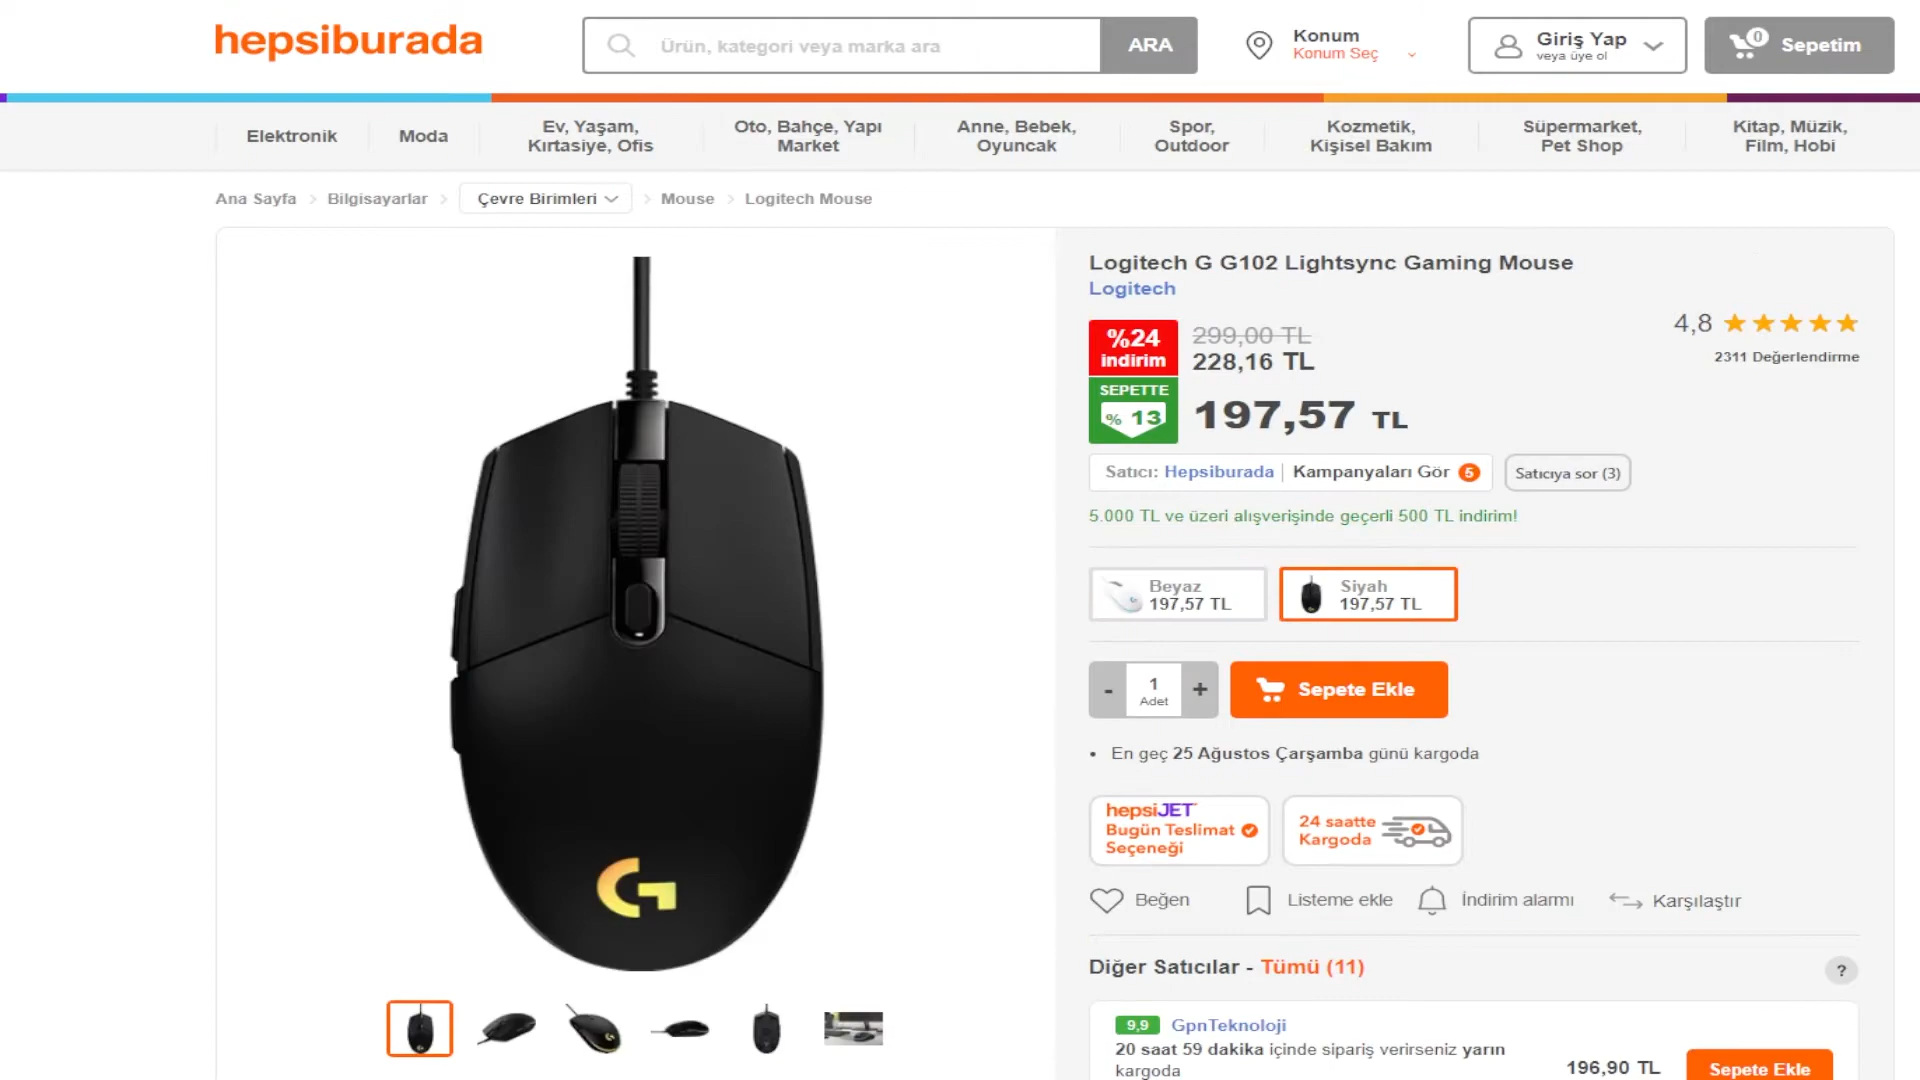 hepsiburada
Ürün, kategori veya marka ara
ARA
Konum
Konum Seç
Giriş Yap
veya üye ol
0
Sepetim
Elektronik
Moda
Ev, Yaşam,
Kırtasiye, Ofis
Oto, Bahçe, Yapı
Market
Anne, Bebek,
Oyuncak
Spor,
Outdoor
Kozmetik,
Kişisel Bakım
Süpermarket,
Pet Shop
Kitap, Müzik,
Film, Hobi
Ana Sayfa > Bilgisayarlar > Çevre Birimleri > Mouse > Logitech Mouse
Logitech G G102 Lightsync Gaming Mouse
Logitech
%24
indirim
299,00 TL
228,16 TL
4,8
2311 Değerlendirme
SEPETTE
% 13
197,57 TL
Satıcı: Hepsiburada | Kampanyaları Gör 5
Satıcıya sor (3)
5.000 TL ve üzeri alışverişinde geçerli 500 TL indirim!
Beyaz
197,57 TL
Siyah
197,57 TL
-
1
Adet
+
Sepete Ekle
• En geç 25 Ağustos Çarşamba günü kargoda
hepsiJET
Bugün Teslimat
Seçeneği
24 saatte
Kargoda
Beğen
Listeme ekle
İndirim alarmı
Karşılaştır
Diğer Satıcılar - Tümü (11)
?
9,9 GpnTeknoloji
20 saat 59 dakika içinde sipariş verirseniz yarın
kargoda
196,90 TL
Sepete Ekle
G